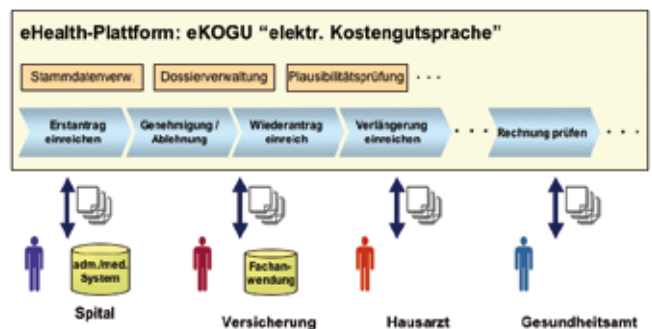 eHealth-Plattform: eKOGU “elektr. Kostengutsprache”
Stammdatenverw. Dossierverwaltung Plausibilitätsprüfung . . .
Erstantrag einreichen
Genehmigung / Ablehnung
Wiederantrag einreich
Verlängerung einreichen
. . .
Rechnung prüfen
. . .
adm./med. System
Fachan- wendung
Spital
Versicherung
Hausarzt
Gesundheitsamt